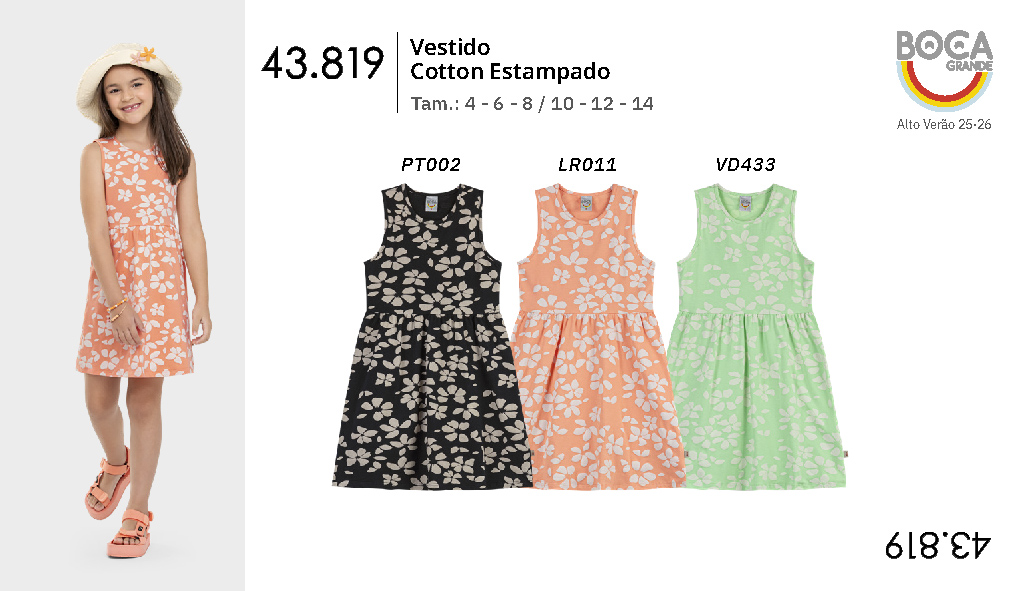 43.819
Vestido
Cotton Estampado
Tam.: 4 - 6 - 8 / 10 - 12 - 14
BOCA
GRANDE
Alto Verão 25-26
PT002
LR011
VD433
43.819